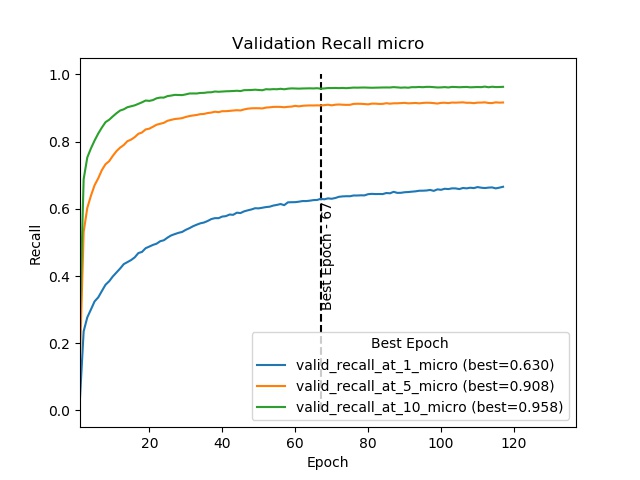 Validation Recall micro
1.0
0.8
0.6
0.4
0.2
0.0
Recall
Best Epoch - 67
Best Epoch
valid_recall_at_1_micro (best=0.630)
valid_recall_at_5_micro (best=0.908)
valid_recall_at_10_micro (best=0.958)
20 40 60 80 100 120
Epoch